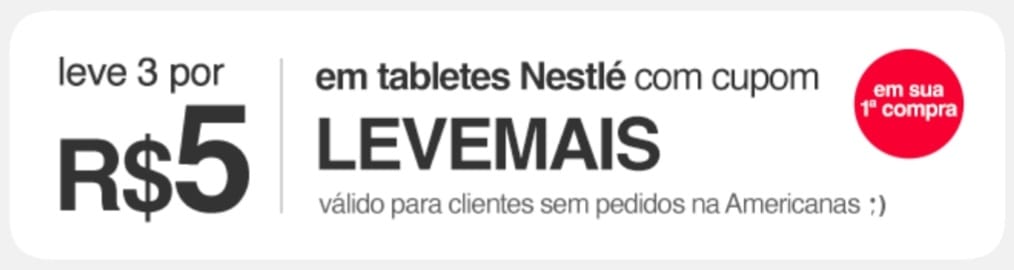 leve 3 por
R$5
em tabletes Nestlé com cupom
LEVEMAIS
válido para clientes sem pedidos na Americanas ;)
em sua
1ª compra